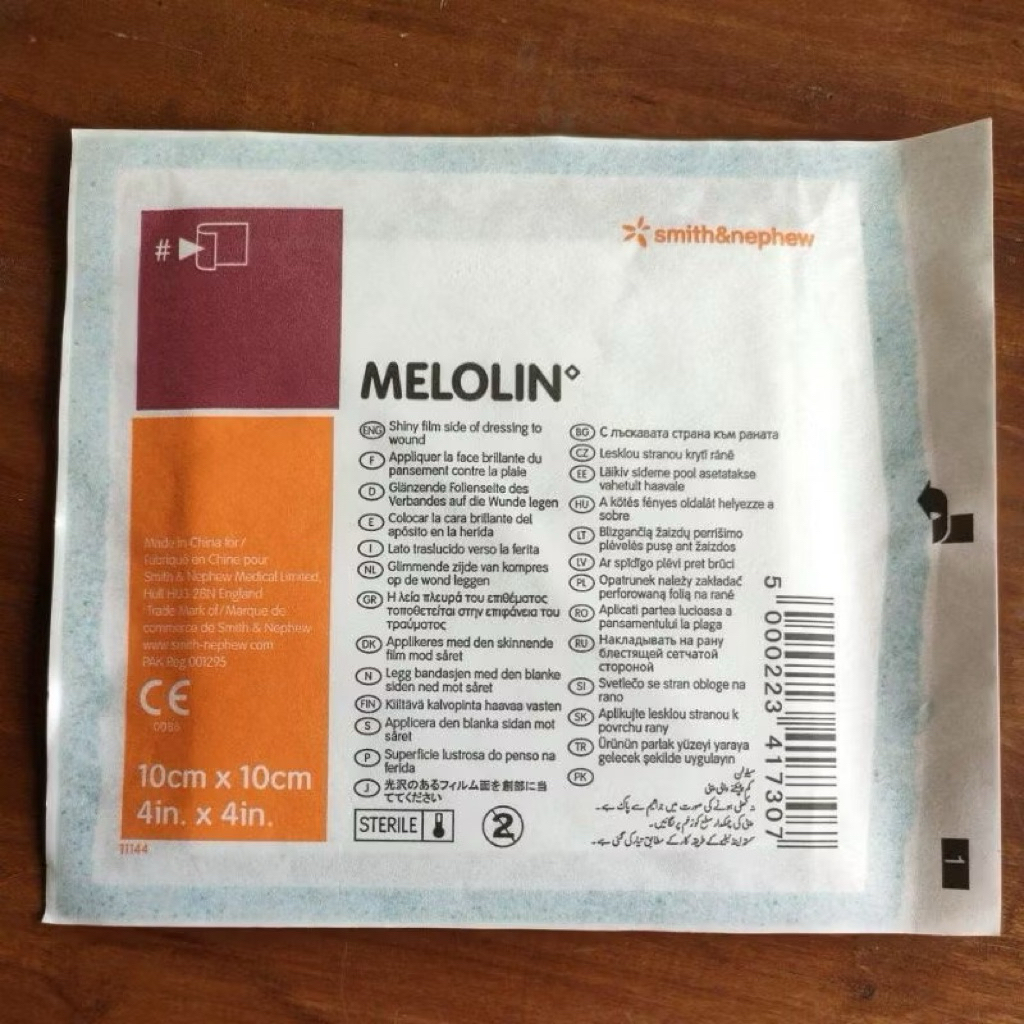 #
smith&nephew
MELOLIN◊
ENG Shiny film side of dressing to
wound
F Appliquer la face brillante du
pansement contre la plaie
D Glänzende Folienseite des
Verbandes auf die Wunde legen
E Colocar la cara brillante del
apósito en la herida
I Lato traslucido verso la ferita
NL Glimmende zijde van kompres
op de wond leggen
GR Η λεία πλευρά του επιθέματος
τοποθετείται στην επιφάνεια του
τραύματος
DK Applikeres med den skinnende
film mod såret
N Legg bandasjen med den blanke
siden ned mot såret
FIN Kiiltävä kalvopinta haavaa vasten
S Applicera den blanka sidan mot
såret
P Superfície lustrosa do penso na
ferida
J 光沢のあるフィルム面を創部に当
ててください
BG С лъскавата страна към раната
CZ Lesklou stranou krytí ráně
EE Läikiv sideme pool asetatakse
vahetult haavale
HU A kötés fényes oldalát helyezze a
sobre
LT Blizgančią žaizdų perrišimo
plėvelės pusę ant žaizdos
LV Ar spīdīgo plēvi pret brūci
PL Opatrunek należy zakładać
perforowaną folią na ranę
RO Aplicati partea lucioasa a
pansamentului la plaga
RU Накладывать на рану
блестящей сетчатой
стороной
SI Svetlečo se stran obloge na
rano
SK Aplikujte lesklou stranou k
povrchu rany
TR Ürünün parlak yüzeyi yaraya
gelecek şekilde uygulayın
PK
Made in China for/
Fabriqué en Chine pour
Smith & Nephew Medical Limited,
Hull HU3 2BN England
Trade Mark of/Marque de
commerce de Smith & Nephew
www.smith-nephew.com
PAK Reg 001295
CE
0086
10cm x 10cm
4in. x 4in.
11144
STERILE
2
5 000223 417307
1